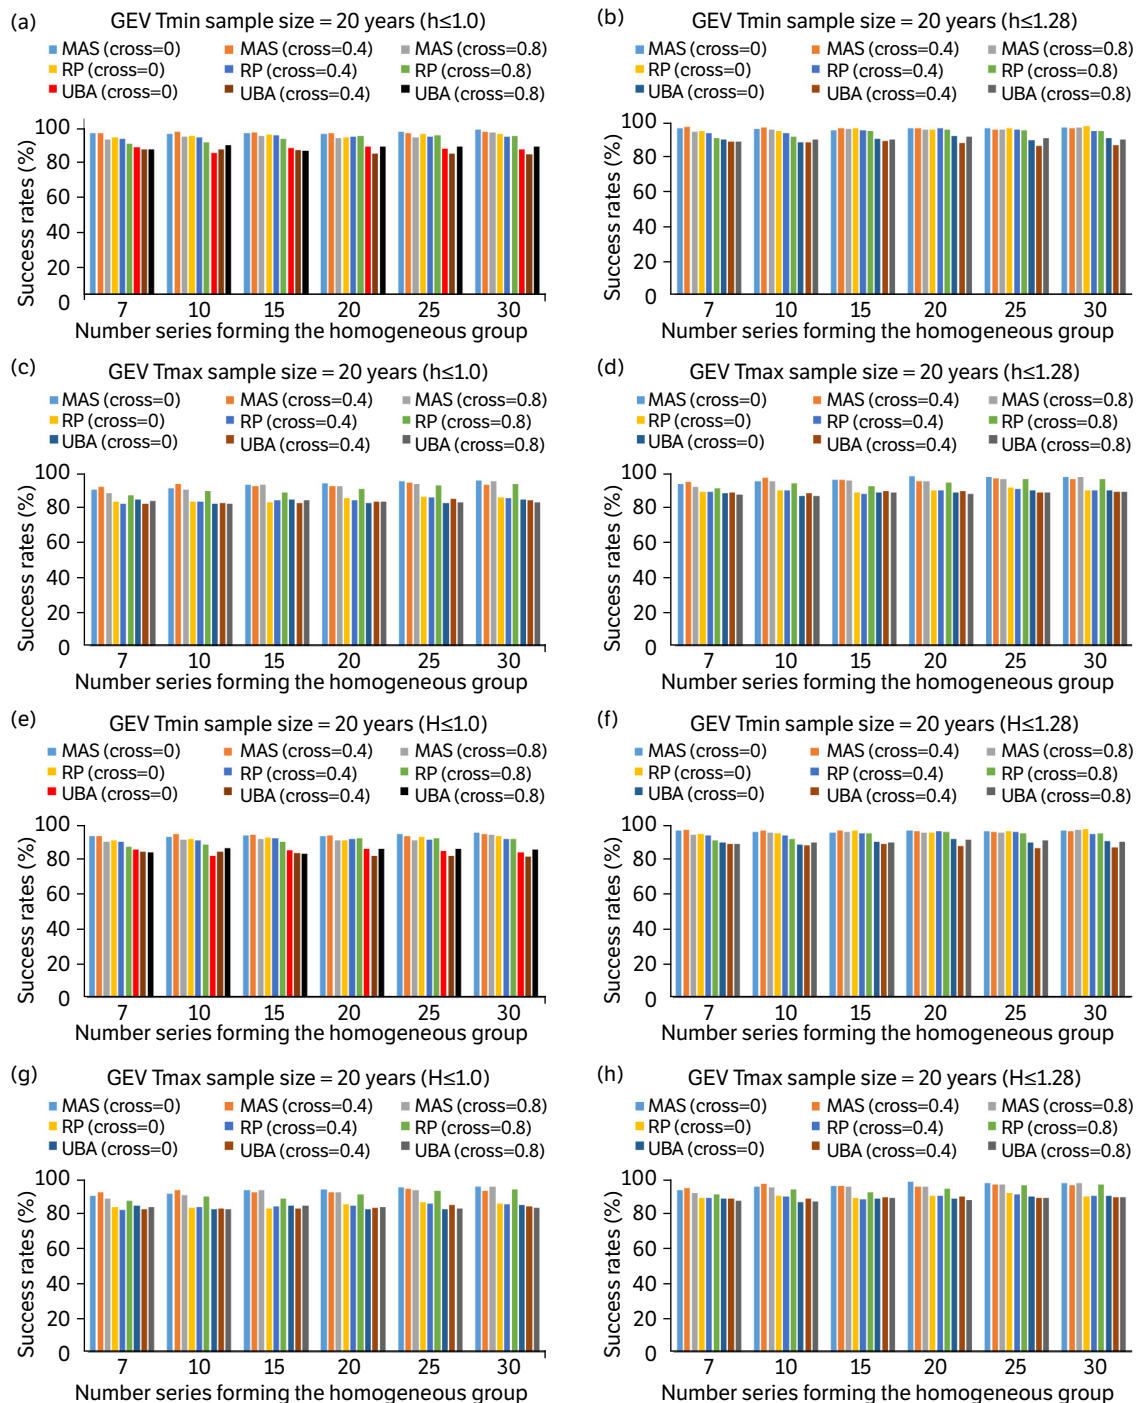 (a)
GEV Tmin sample size = 20 years (h≤1.0)
MAS (cross=0) MAS (cross=0.4) MAS (cross=0.8)
RP (cross=0) RP (cross=0.4) RP (cross=0.8)
UBA (cross=0) UBA (cross=0.4) UBA (cross=0.8)
Success rates (%)
100
80
60
40
20
0
7 10 15 20 25 30
Number series forming the homogeneous group
(b)
GEV Tmin sample size = 20 years (h≤1.28)
MAS (cross=0) MAS (cross=0.4) MAS (cross=0.8)
RP (cross=0) RP (cross=0.4) RP (cross=0.8)
UBA (cross=0) UBA (cross=0.4) UBA (cross=0.8)
Success rates (%)
100
80
60
40
20
0
7 10 15 20 25 30
Number series forming the homogeneous group
(c)
GEV Tmax sample size = 20 years (h≤1.0)
MAS (cross=0) MAS (cross=0.4) MAS (cross=0.8)
RP (cross=0) RP (cross=0.4) RP (cross=0.8)
UBA (cross=0) UBA (cross=0.4) UBA (cross=0.8)
Success rates (%)
100
80
60
40
20
0
7 10 15 20 25 30
Number series forming the homogeneous group
(d)
GEV Tmax sample size = 20 years (h≤1.28)
MAS (cross=0) MAS (cross=0.4) MAS (cross=0.8)
RP (cross=0) RP (cross=0.4) RP (cross=0.8)
UBA (cross=0) UBA (cross=0.4) UBA (cross=0.8)
Success rates (%)
100
80
60
40
20
0
7 10 15 20 25 30
Number series forming the homogeneous group
(e)
GEV Tmin sample size = 20 years (H≤1.0)
MAS (cross=0) MAS (cross=0.4) MAS (cross=0.8)
RP (cross=0) RP (cross=0.4) RP (cross=0.8)
UBA (cross=0) UBA (cross=0.4) UBA (cross=0.8)
Success rates (%)
100
80
60
40
20
0
7 10 15 20 25 30
Number series forming the homogeneous group
(f)
GEV Tmin sample size = 20 years (H≤1.28)
MAS (cross=0) MAS (cross=0.4) MAS (cross=0.8)
RP (cross=0) RP (cross=0.4) RP (cross=0.8)
UBA (cross=0) UBA (cross=0.4) UBA (cross=0.8)
Success rates (%)
100
80
60
40
20
0
7 10 15 20 25 30
Number series forming the homogeneous group
(g)
GEV Tmax sample size = 20 years (H≤1.0)
MAS (cross=0) MAS (cross=0.4) MAS (cross=0.8)
RP (cross=0) RP (cross=0.4) RP (cross=0.8)
UBA (cross=0) UBA (cross=0.4) UBA (cross=0.8)
Success rates (%)
100
80
60
40
20
0
7 10 15 20 25 30
Number series forming the homogeneous group
(h)
GEV Tmax sample size = 20 years (H≤1.28)
MAS (cross=0) MAS (cross=0.4) MAS (cross=0.8)
RP (cross=0) RP (cross=0.4) RP (cross=0.8)
UBA (cross=0) UBA (cross=0.4) UBA (cross=0.8)
Success rates (%)
100
80
60
40
20
0
7 10 15 20 25 30
Number series forming the homogeneous group